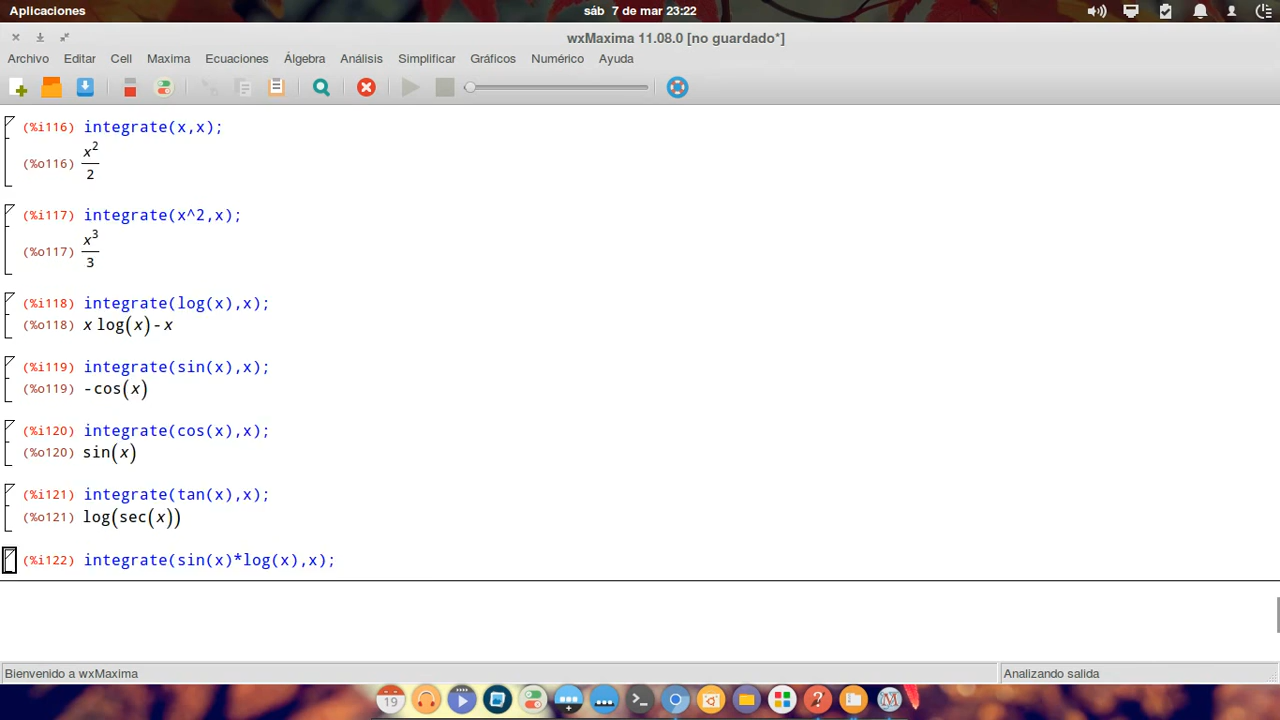 Aplicaciones sáb 7 de mar 23:22
wxMaxima 11.08.0 [no guardado*]
Archivo Editar Cell Maxima Ecuaciones Álgebra Análisis Simplificar Gráficos Numérico Ayuda
(%i116) integrate(x,x);
(%o116) x²/2
(%i117) integrate(x^2,x);
(%o117) x³/3
(%i118) integrate(log(x),x);
(%o118) x log(x)-x
(%i119) integrate(sin(x),x);
(%o119) -cos(x)
(%i120) integrate(cos(x),x);
(%o120) sin(x)
(%i121) integrate(tan(x),x);
(%o121) log(sec(x))
(%i122) integrate(sin(x)*log(x),x);
Bienvenido a wxMaxima Analizando salida
19